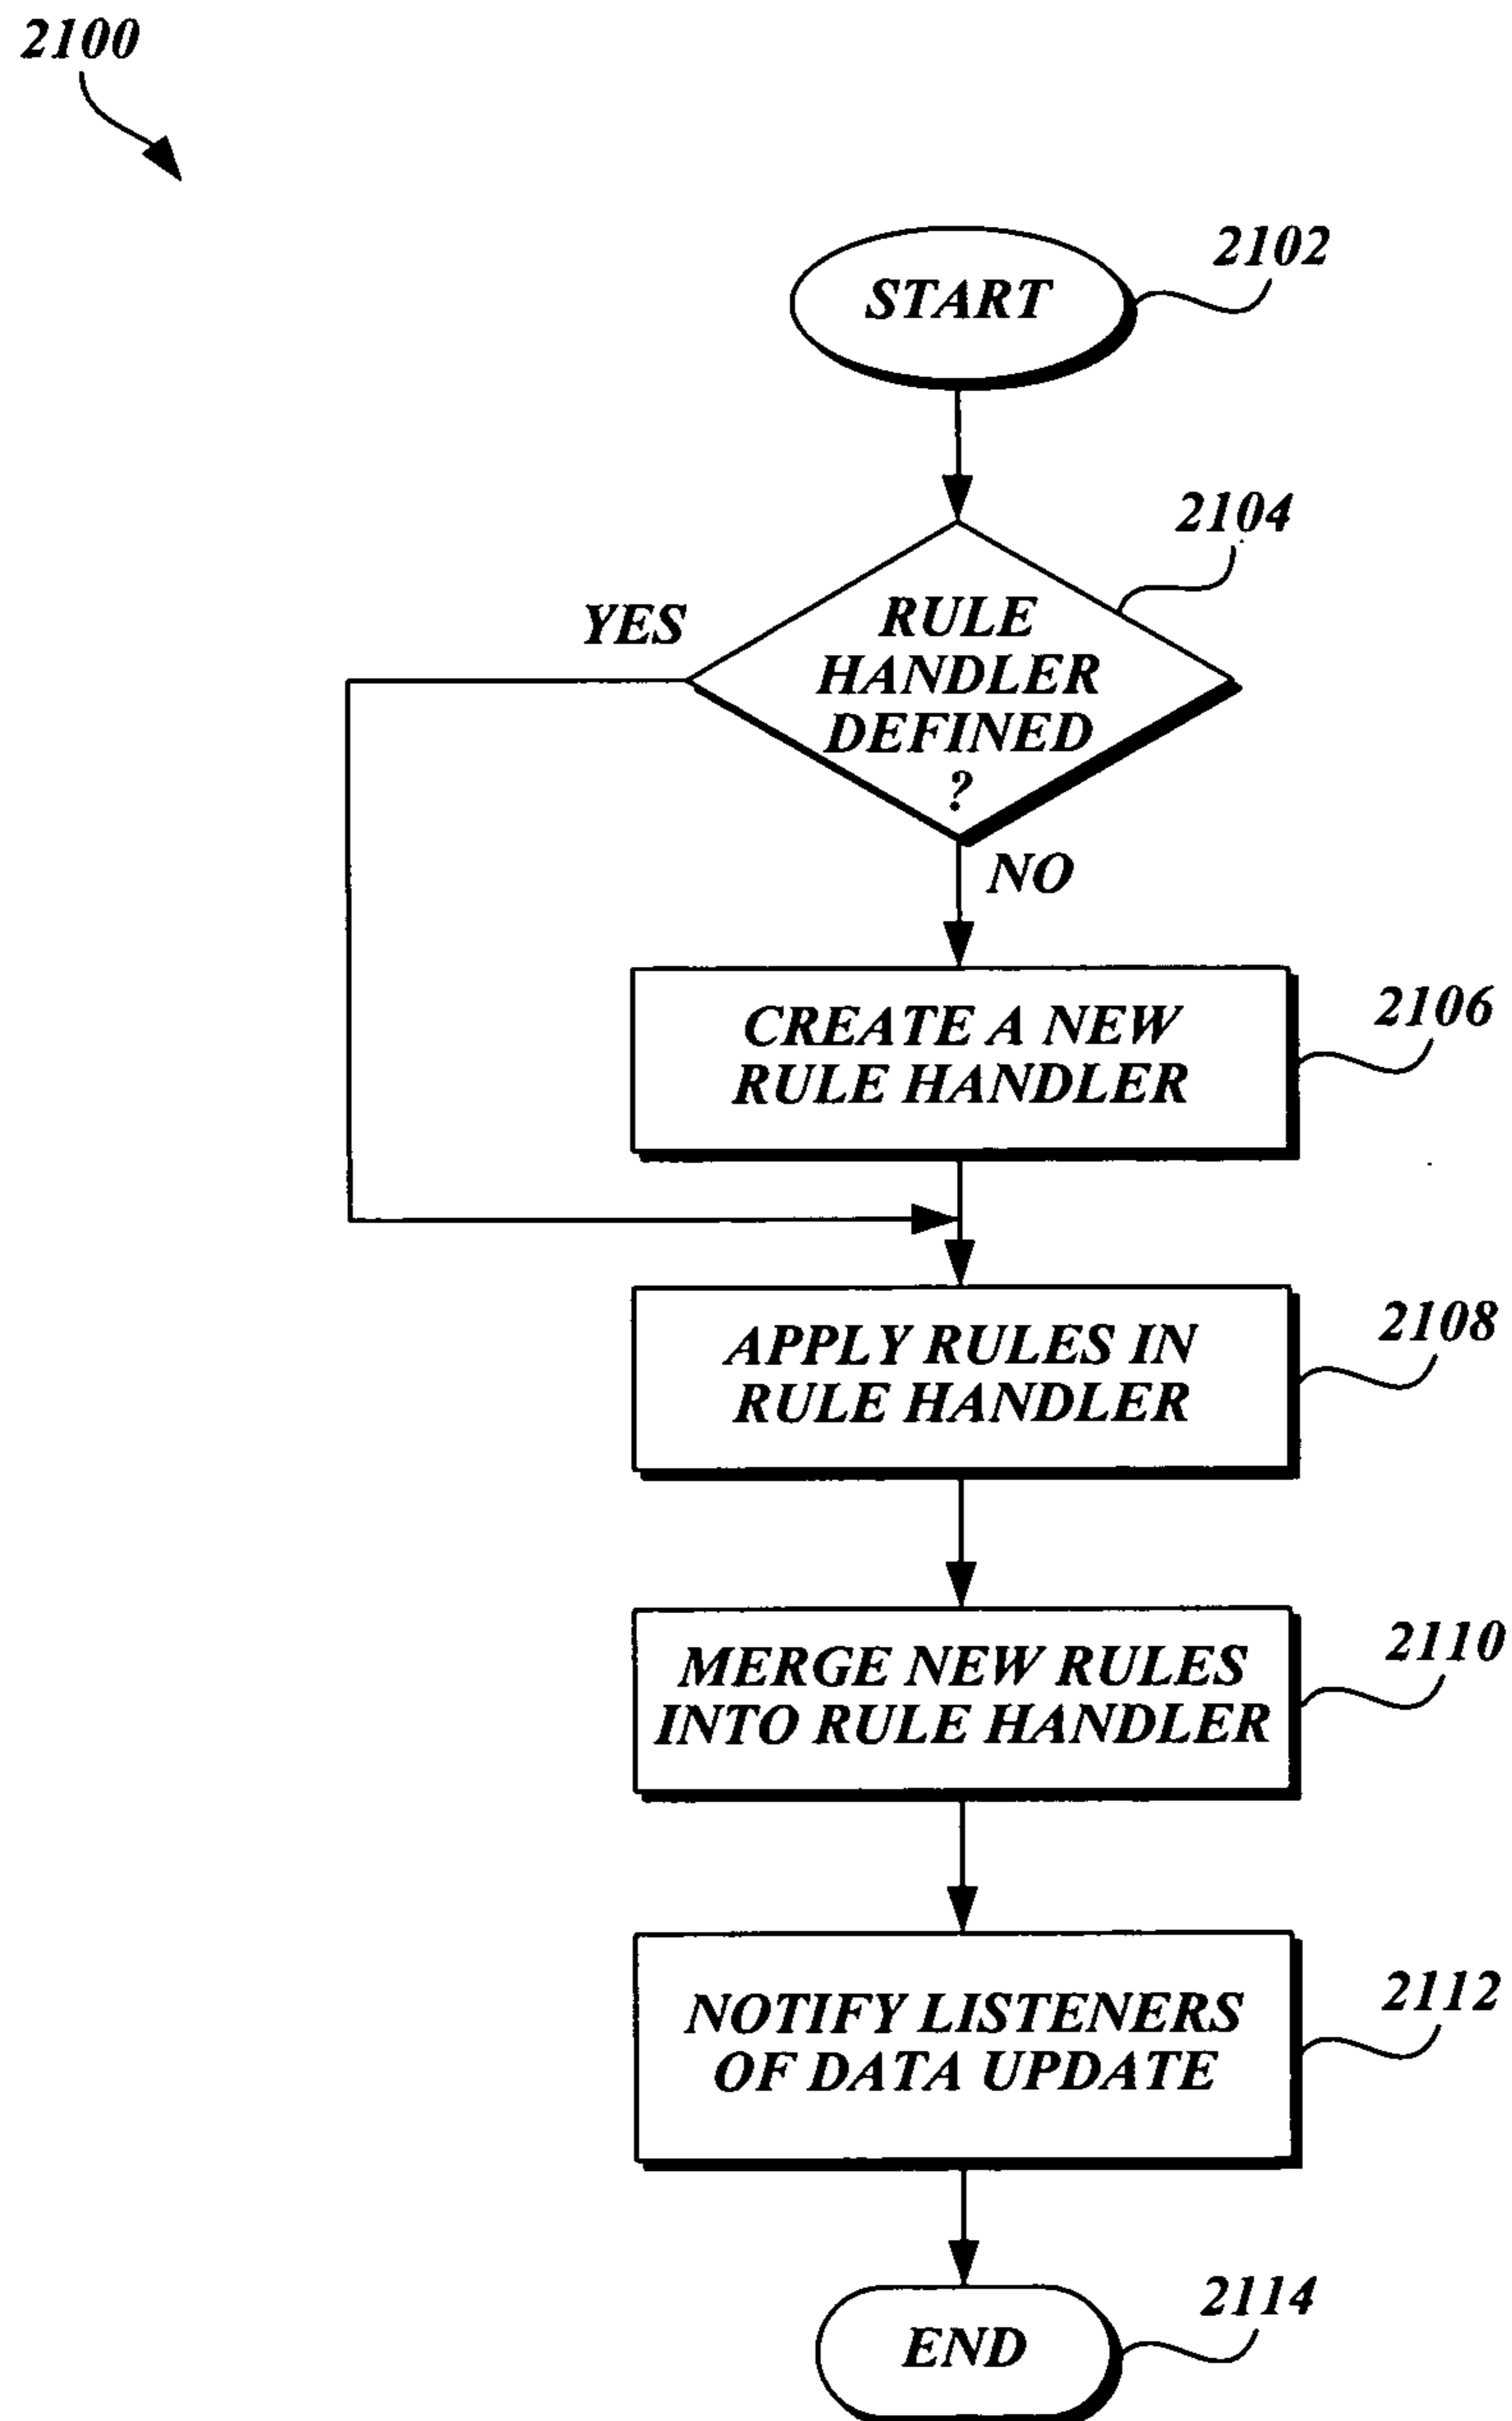 2100
2102
START
2104
YES
RULE
HANDLER
DEFINED
?
NO
2106
CREATE A NEW
RULE HANDLER
2108
APPLY RULES IN
RULE HANDLER
2110
MERGE NEW RULES
INTO RULE HANDLER
2112
NOTIFY LISTENERS
OF DATA UPDATE
2114
END